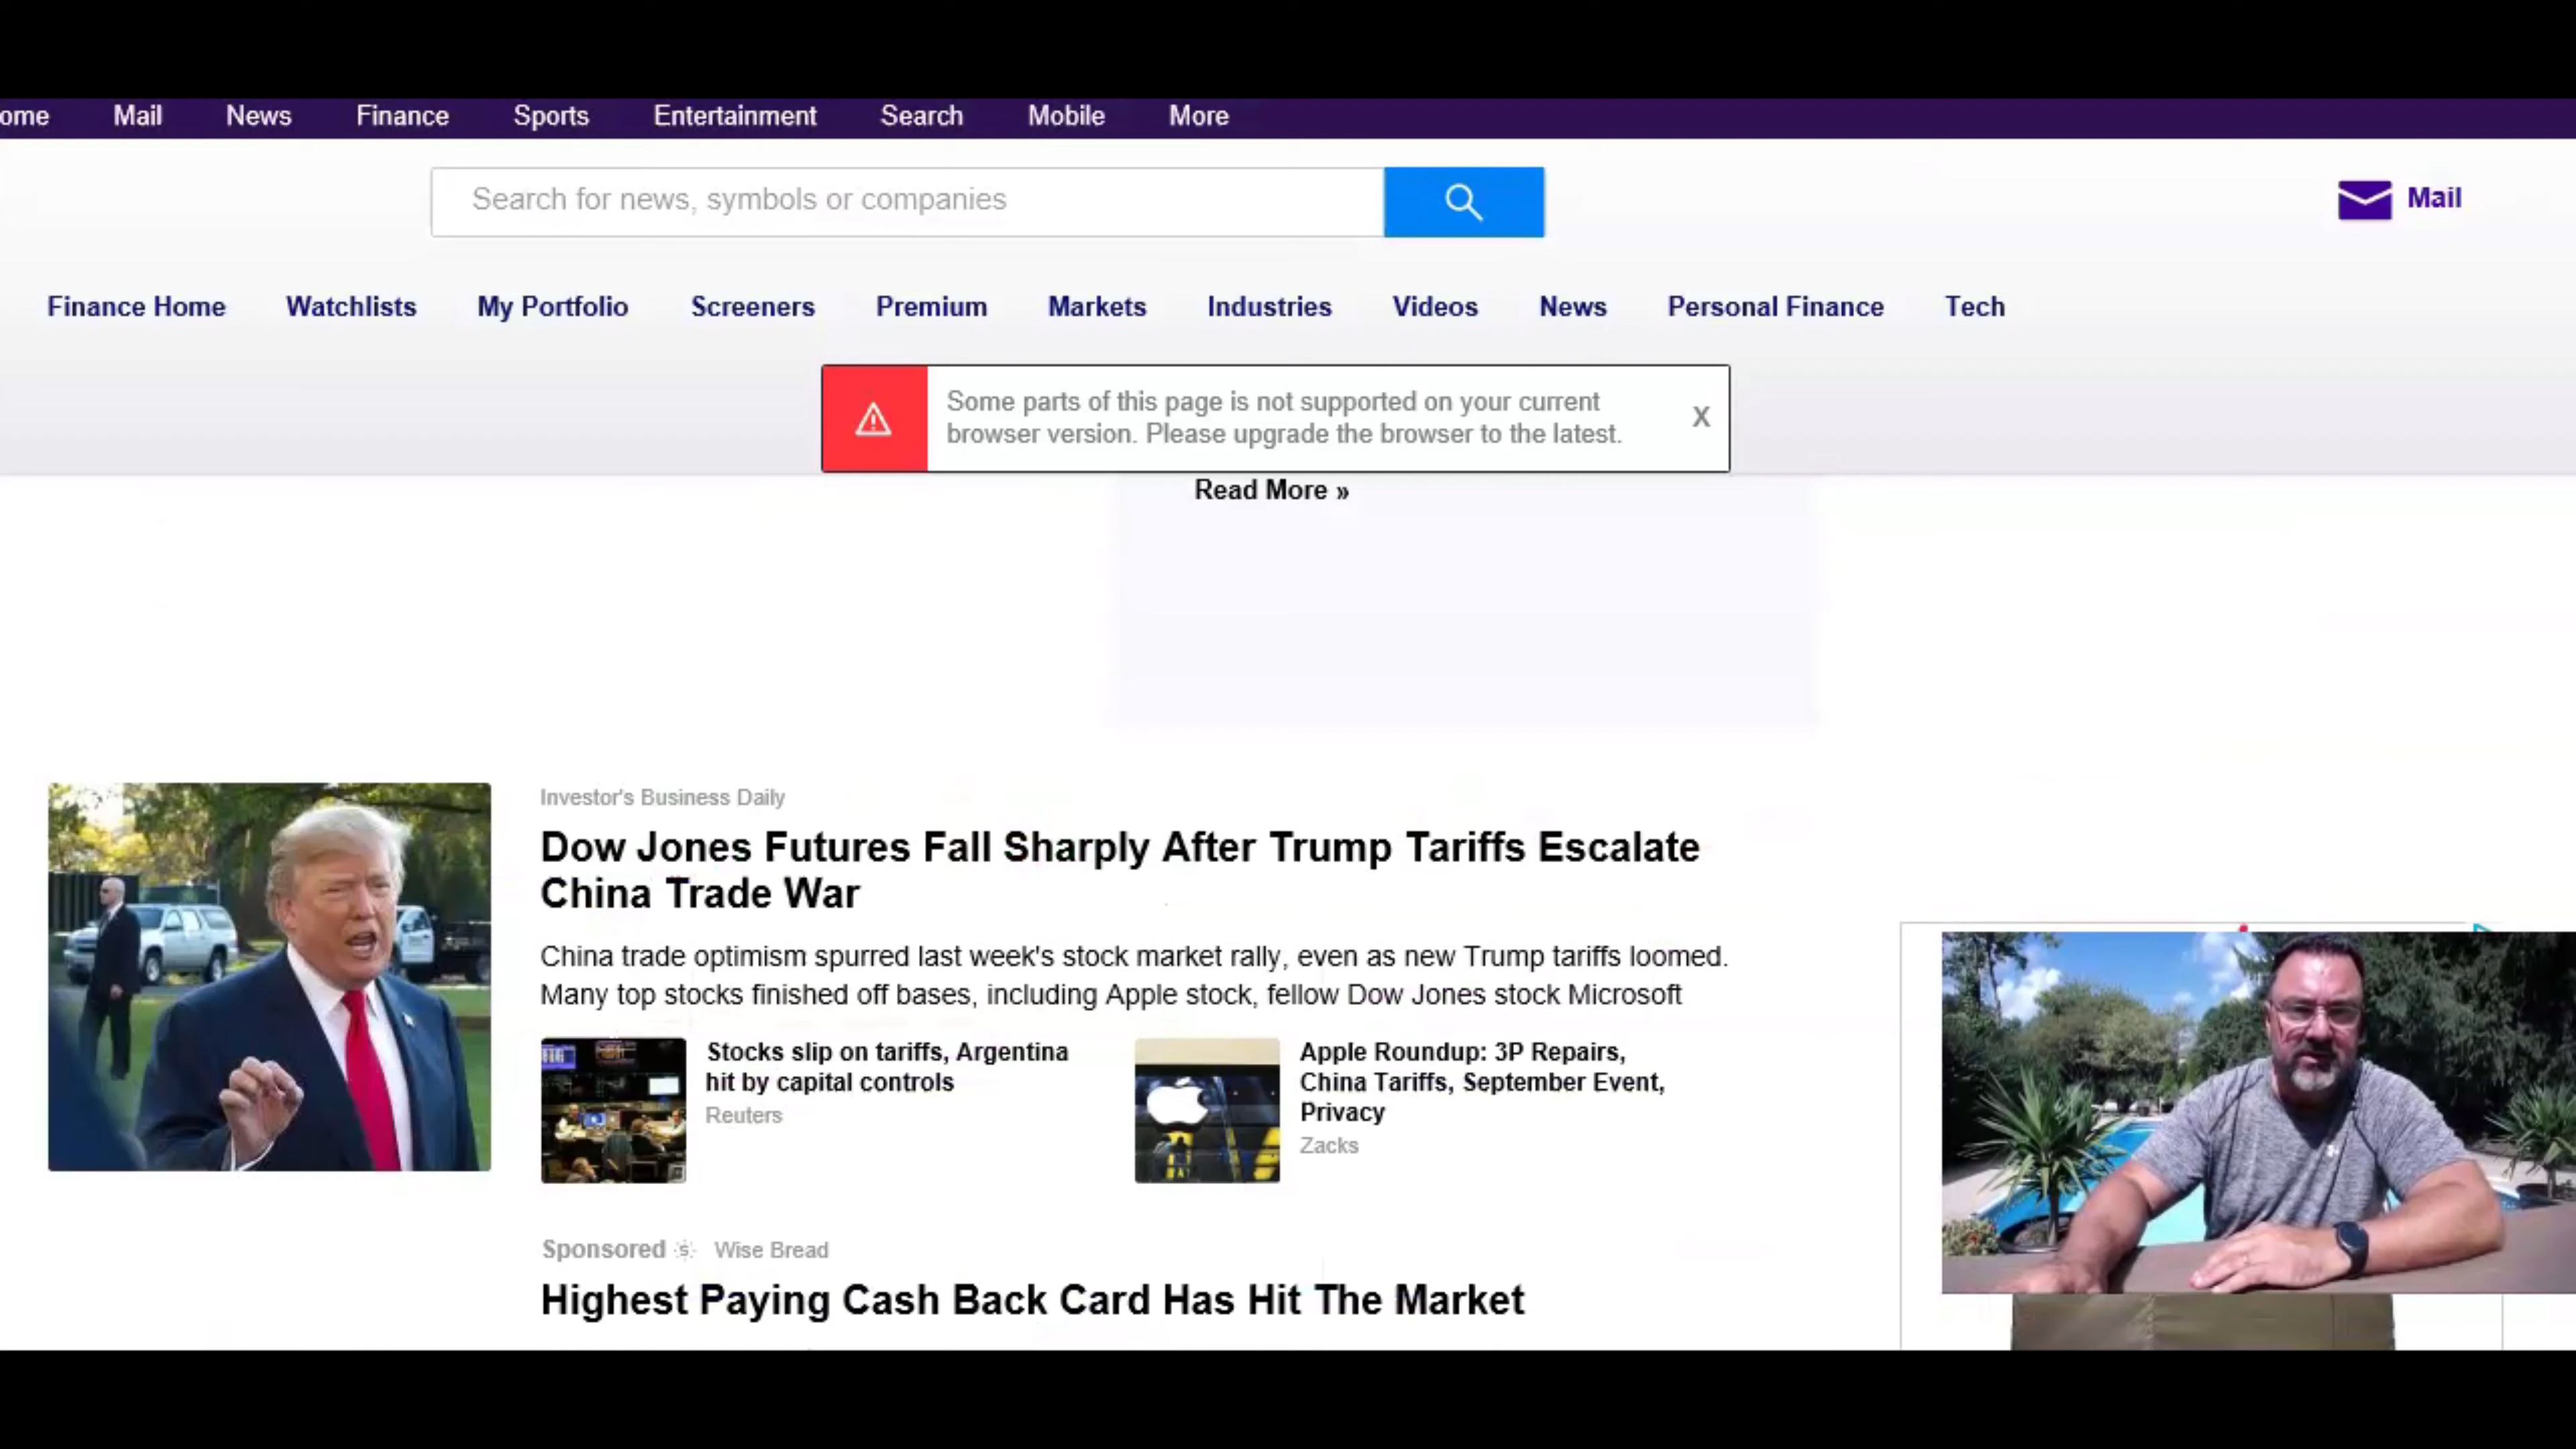 ome Mail News Finance Sports Entertainment Search Mobile More
Search for news, symbols or companies
Mail
Finance Home Watchlists My Portfolio Screeners Premium Markets Industries Videos News Personal Finance Tech
Some parts of this page is not supported on your current
browser version. Please upgrade the browser to the latest.
X
Read More »
Investor's Business Daily
Dow Jones Futures Fall Sharply After Trump Tariffs Escalate
China Trade War
China trade optimism spurred last week's stock market rally, even as new Trump tariffs loomed.
Many top stocks finished off bases, including Apple stock, fellow Dow Jones stock Microsoft
Stocks slip on tariffs, Argentina
hit by capital controls
Reuters
Apple Roundup: 3P Repairs,
China Tariffs, September Event,
Privacy
Zacks
Sponsored Wise Bread
Highest Paying Cash Back Card Has Hit The Market